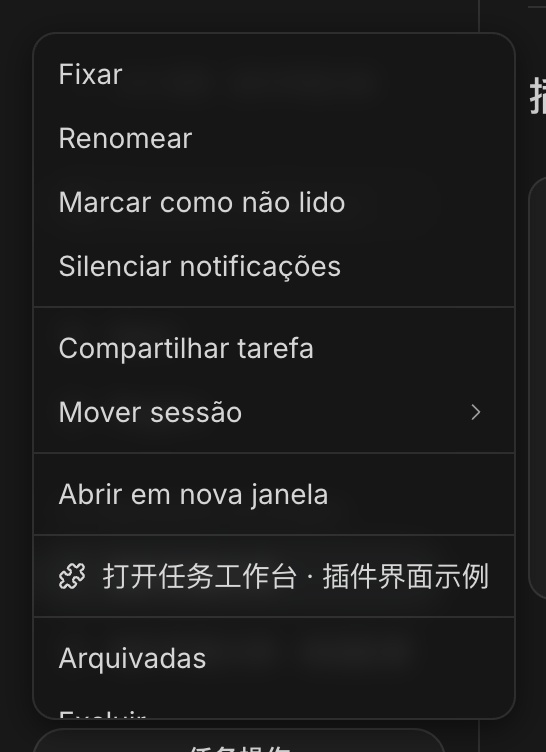 Fixar
Renomear
Marcar como não lido
Silenciar notificações
Compartilhar tarefa
Mover sessão
Abrir em nova janela
打开任务工作台 · 插件界面示例
Arquivadas
Excluir